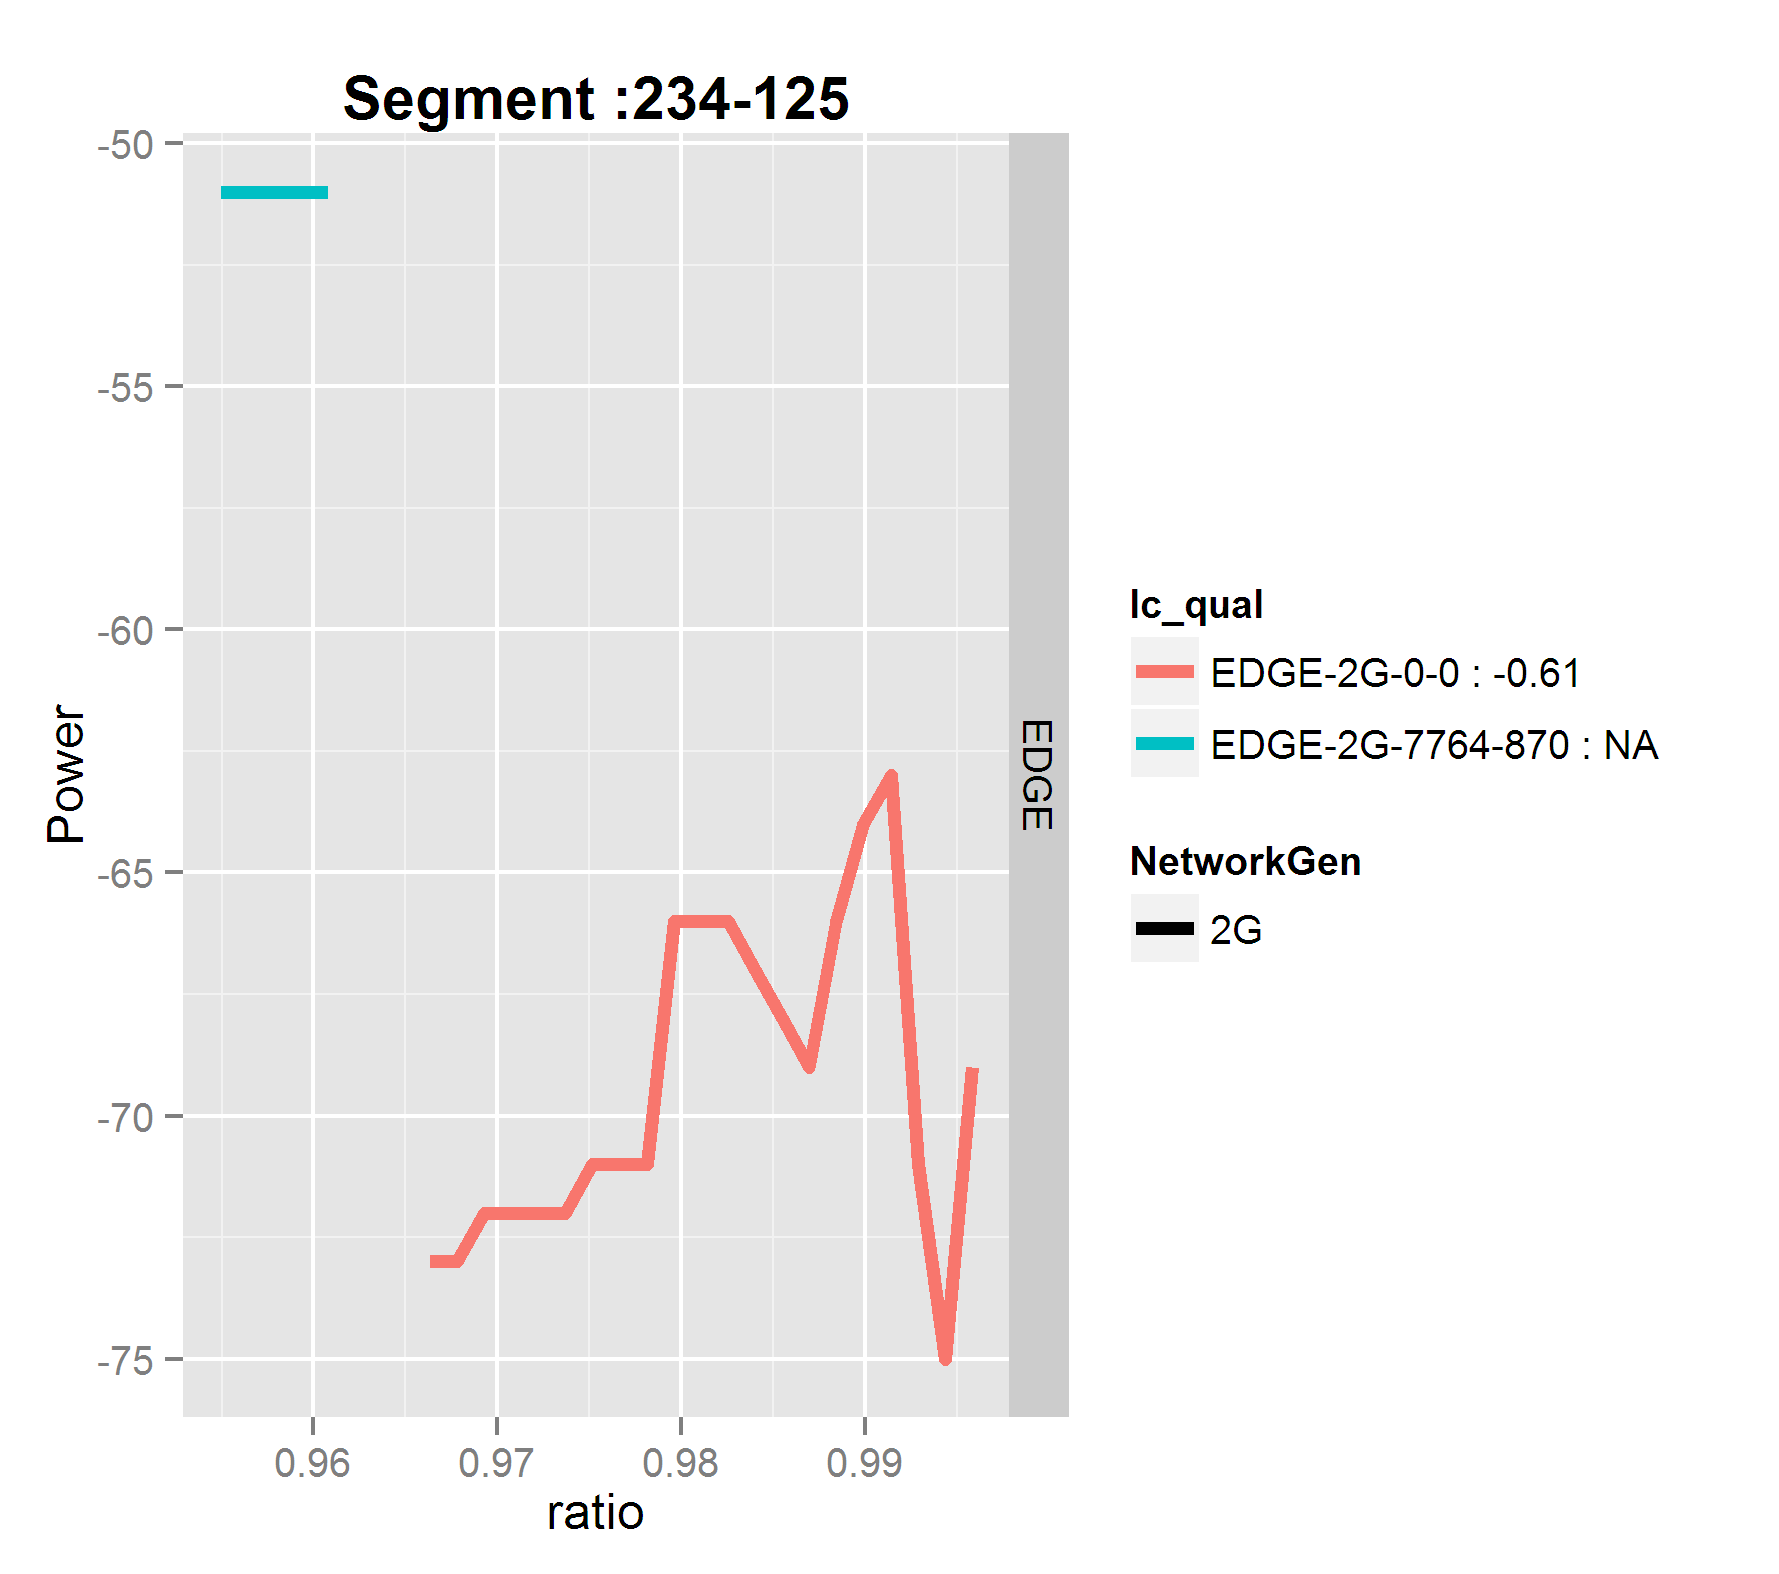 Segment :234-125
-50
-55
-60
-65
-70
-75
Power
EDGE
0.96 0.97 0.98 0.99
ratio
lc_qual
EDGE-2G-0-0 : -0.61
EDGE-2G-7764-870 : NA
NetworkGen
2G